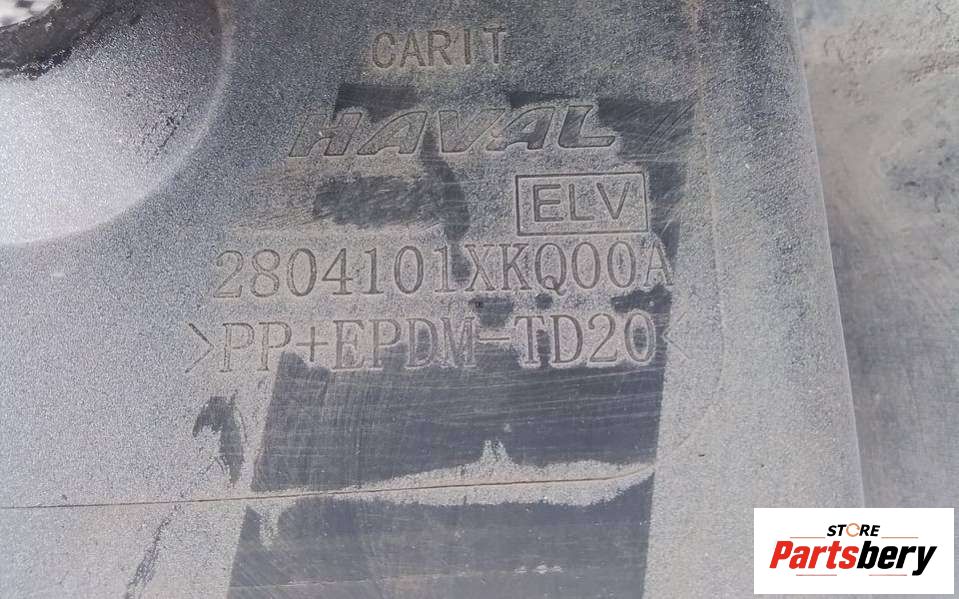 CARIT
HAVAL
ELV
2804101XKQ00A
>PP+EPDM-TD20<
STORE
Partsbery